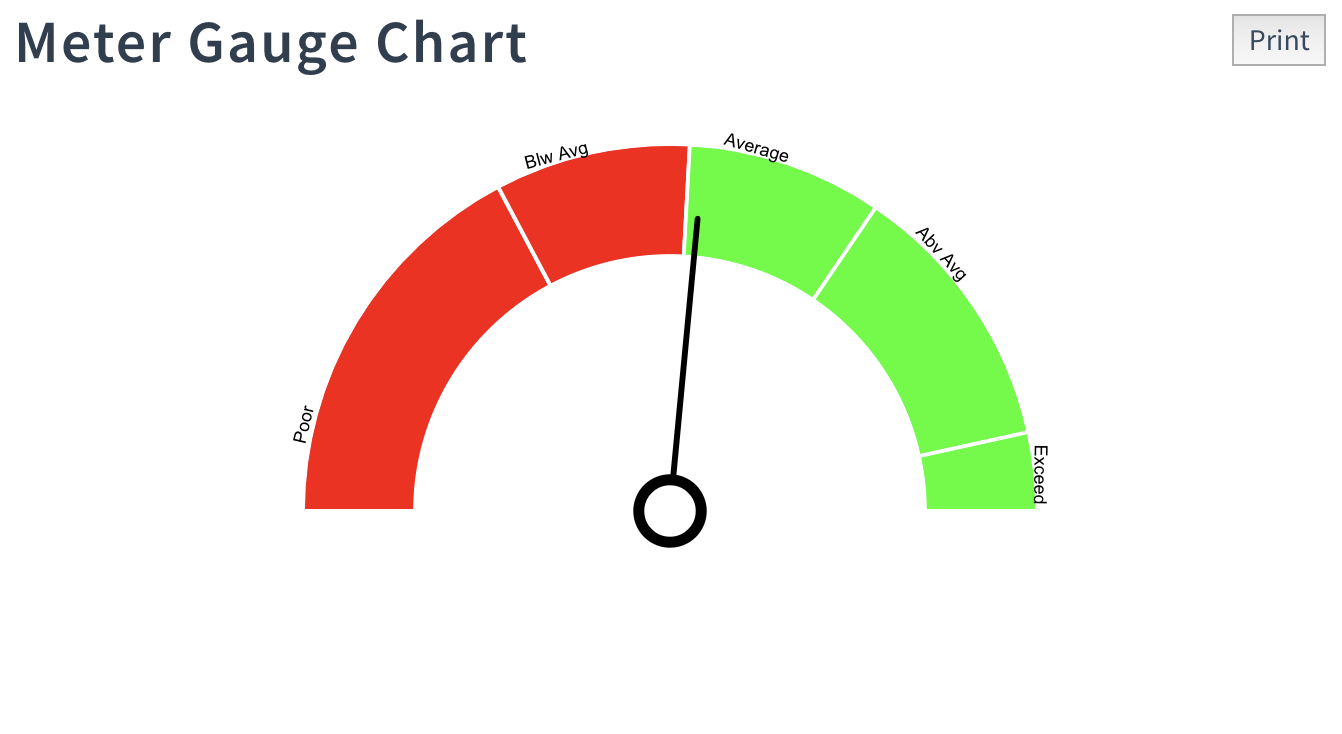 Meter Gauge Chart
Print
Poor
Blw Avg
Average
Abv Avg
Exceed